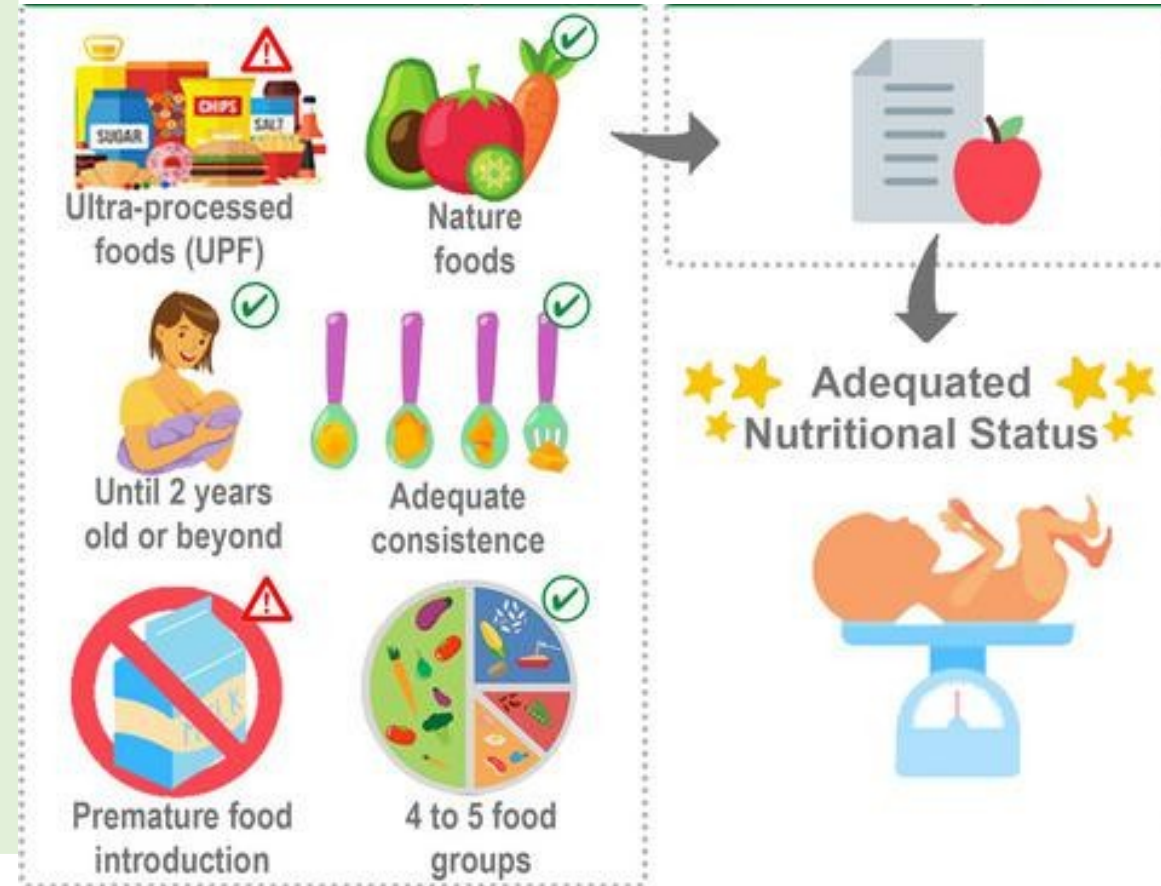 CHIPS
SUGAR
SALT
Ultra-processed
foods (UPF)
Nature
foods
Until 2 years
old or beyond
Adequate
consistence
MILK
Premature food
introduction
4 to 5 food
groups
Adequated
Nutritional Status